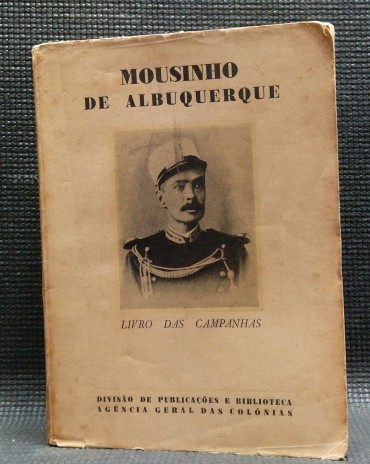 MOUSINHO
DE ALBUQUERQUE
LIVRO DAS CAMPANHAS
DIVISÃO DE PUBLICAÇÕES E BIBLIOTECA
AGÊNCIA GERAL DAS COLÓNIAS